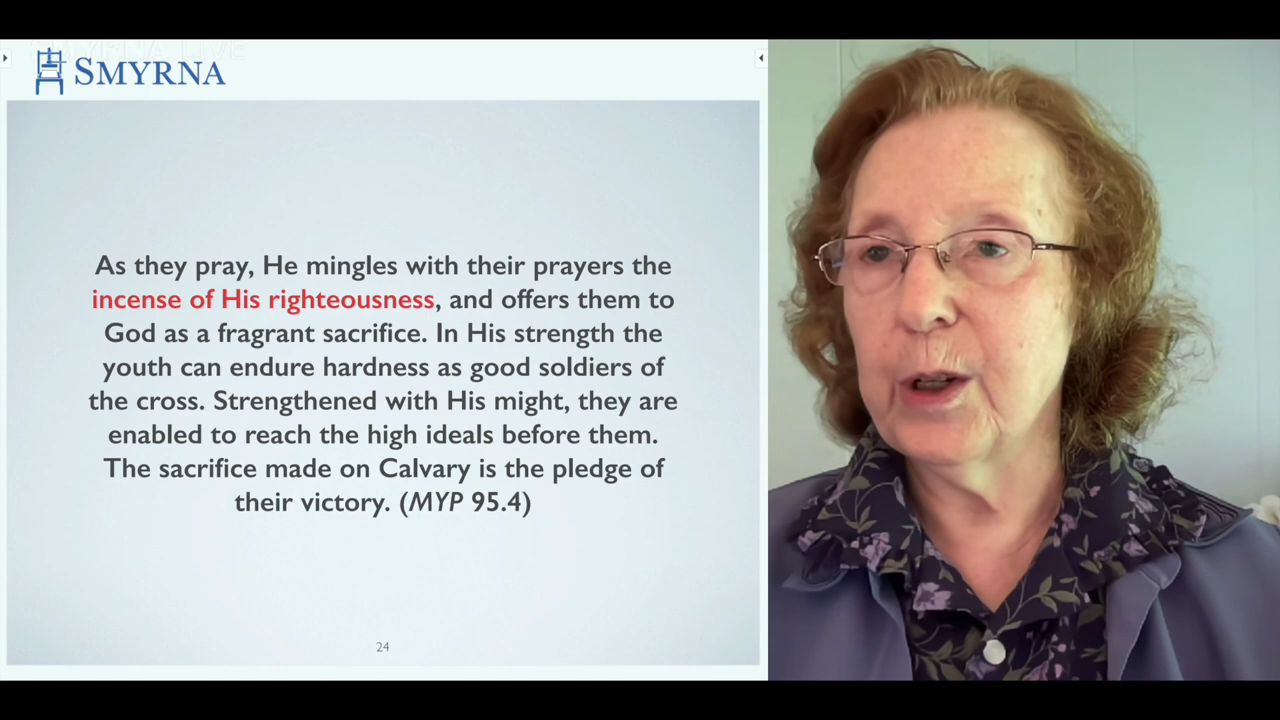 SMYRNA LIVE
SMYRNA
As they pray, He mingles with their prayers the
incense of His righteousness, and offers them to
God as a fragrant sacrifice. In His strength the
youth can endure hardness as good soldiers of
the cross. Strengthened with His might, they are
enabled to reach the high ideals before them.
The sacrifice made on Calvary is the pledge of
their victory. (MYP 95.4)
24